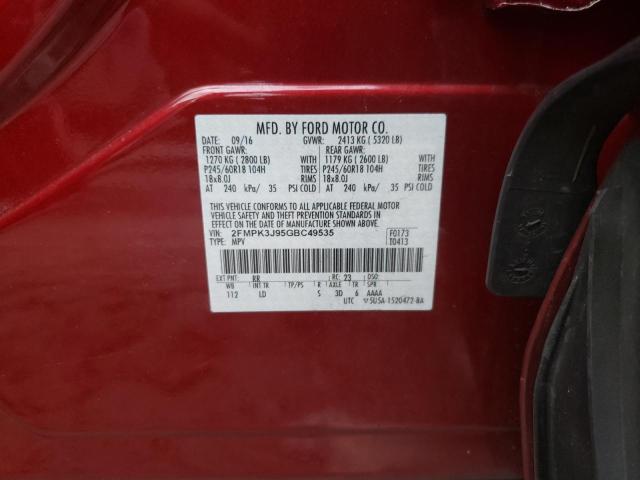 MFD. BY FORD MOTOR CO.
DATE: 09/16 GVWR: 2413 KG ( 5320 LB)
FRONT GAWR: REAR GAWR:
1270 KG ( 2800 LB) WITH 1179 KG ( 2600 LB) WITH
P245/60R18 104H TIRES P245/60R18 104H TIRES
18x8.0J RIMS 18x8.0J RIMS
AT 240 kPa/ 35 PSI COLD AT 240 kPa/ 35 PSI COLD
THIS VEHICLE CONFORMS TO ALL APPLICABLE FEDERAL MOTOR
VEHICLE SAFETY AND THEFT PREVENTION STANDARDS IN
EFFECT ON THE DATE OF MANUFACTURE SHOWN ABOVE.
VIN: 2FMPK3J95GBC49535 F0173
TYPE: MPV T0413
EXT PNT: RR RC: 23 DSO:
WB INT TR TP/PS R AXLE TR SPR
112 LD S 3D 6 AAAA
UTC 5U5A-1520472-BA